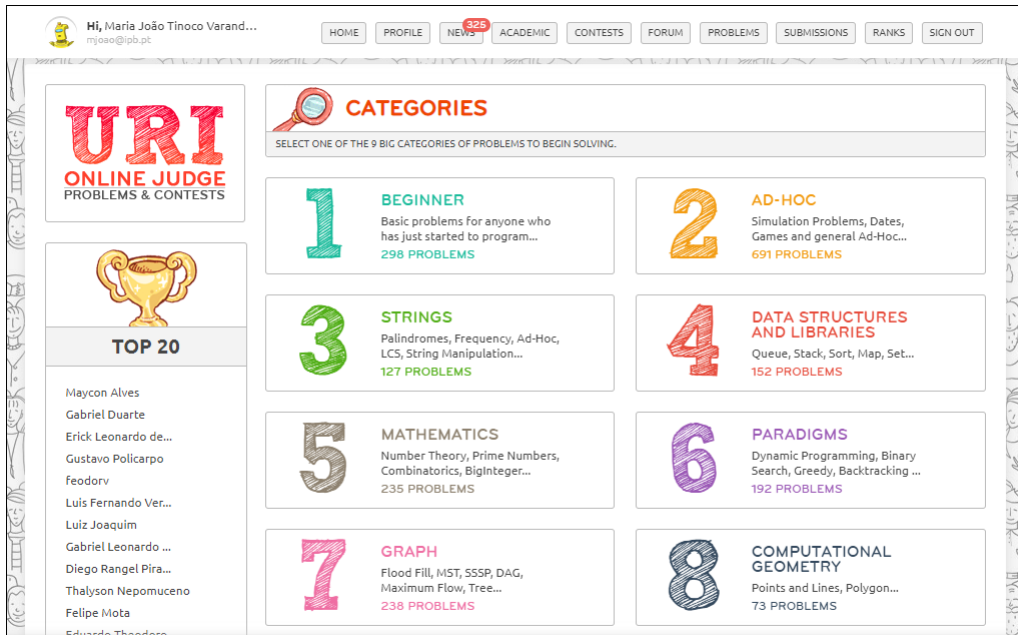 Hi, Maria João Tinoco Varand...
mjoao@ipb.pt
HOME
PROFILE
NEWS
325
ACADEMIC
CONTESTS
FORUM
PROBLEMS
SUBMISSIONS
RANKS
SIGN OUT
URI
ONLINE JUDGE
PROBLEMS & CONTESTS
TOP 20
Maycon Alves
Gabriel Duarte
Erick Leonardo de...
Gustavo Policarpo
feodorv
Luis Fernando Ver...
Luiz Joaquim
Gabriel Leonardo ...
Diego Rangel Pira...
Thalyson Nepomuceno
Felipe Mota
Eduardo Theodoro
CATEGORIES
SELECT ONE OF THE 9 BIG CATEGORIES OF PROBLEMS TO BEGIN SOLVING.
1
BEGINNER
Basic problems for anyone who
has just started to program...
298 PROBLEMS
2
AD-HOC
Simulation Problems, Dates,
Games and general Ad-Hoc...
691 PROBLEMS
3
STRINGS
Palindromes, Frequency, Ad-Hoc,
LCS, String Manipulation...
127 PROBLEMS
4
DATA STRUCTURES
AND LIBRARIES
Queue, Stack, Sort, Map, Set...
152 PROBLEMS
5
MATHEMATICS
Number Theory, Prime Numbers,
Combinatorics, BigInteger...
235 PROBLEMS
6
PARADIGMS
Dynamic Programming, Binary
Search, Greedy, Backtracking ...
192 PROBLEMS
7
GRAPH
Flood Fill, MST, SSSP, DAG,
Maximum Flow, Tree...
238 PROBLEMS
8
COMPUTATIONAL
GEOMETRY
Points and Lines, Polygon...
73 PROBLEMS